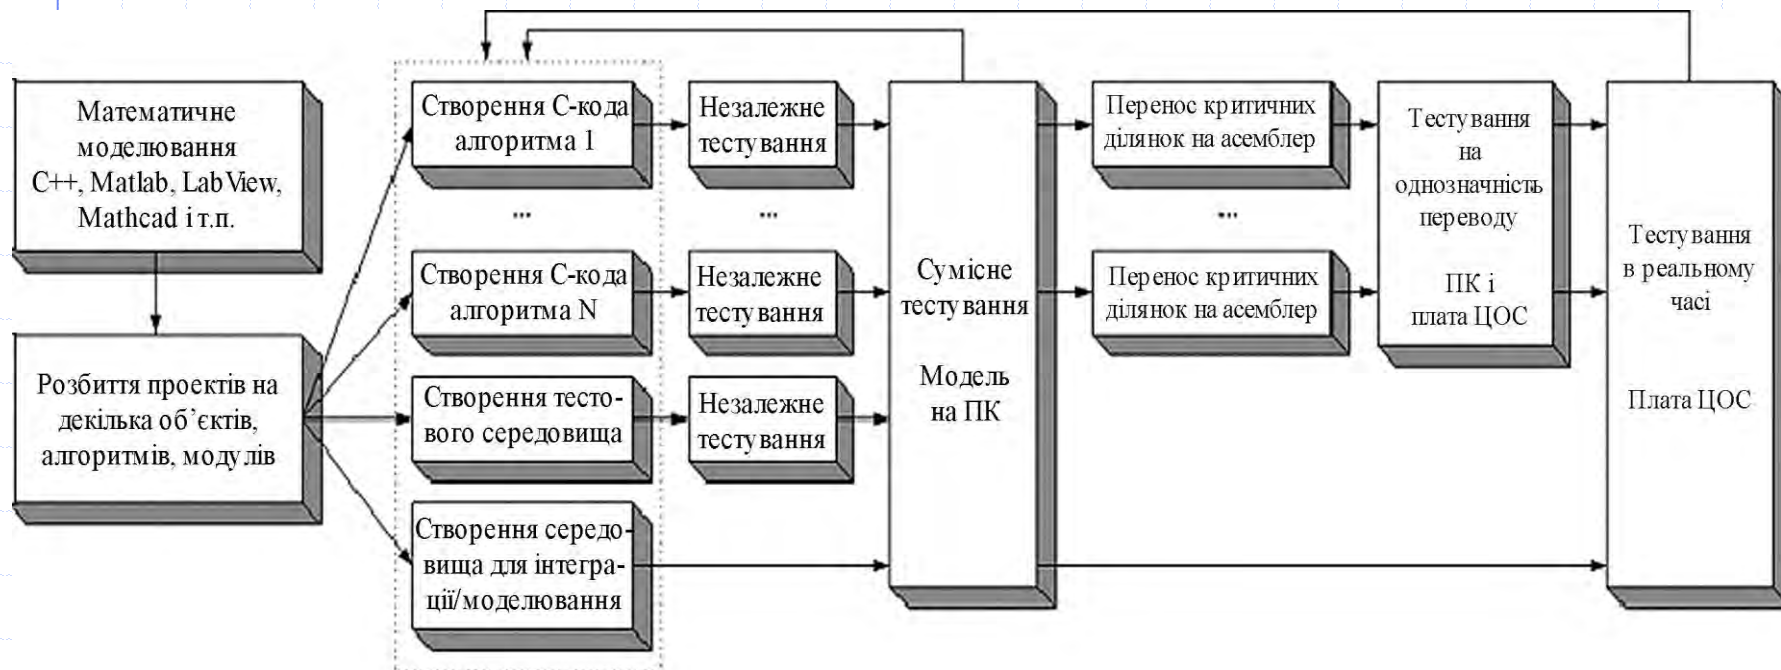 Математичне
моделювання
C++, Matlab, LabView,
Mathcad і т.п.
Розбиття проектів на
декілька об’єктів,
алгоритмів, модулів
Створення С-кода
алгоритма 1
...
Створення С-кода
алгоритма N
Створення тесто-
вого середовища
Створення середо-
вища для інтегра-
ції/моделювання
Незалежне
тестування
...
Незалежне
тестування
Незалежне
тестування
Сумісне
тестування
Модель
на ПК
Перенос критичних
ділянок на асемблер
...
Перенос критичних
ділянок на асемблер
Тестування
на
однозначність
переводу
ПК і
плата ЦОС
Тестування
в реальному
часі
Плата ЦОС